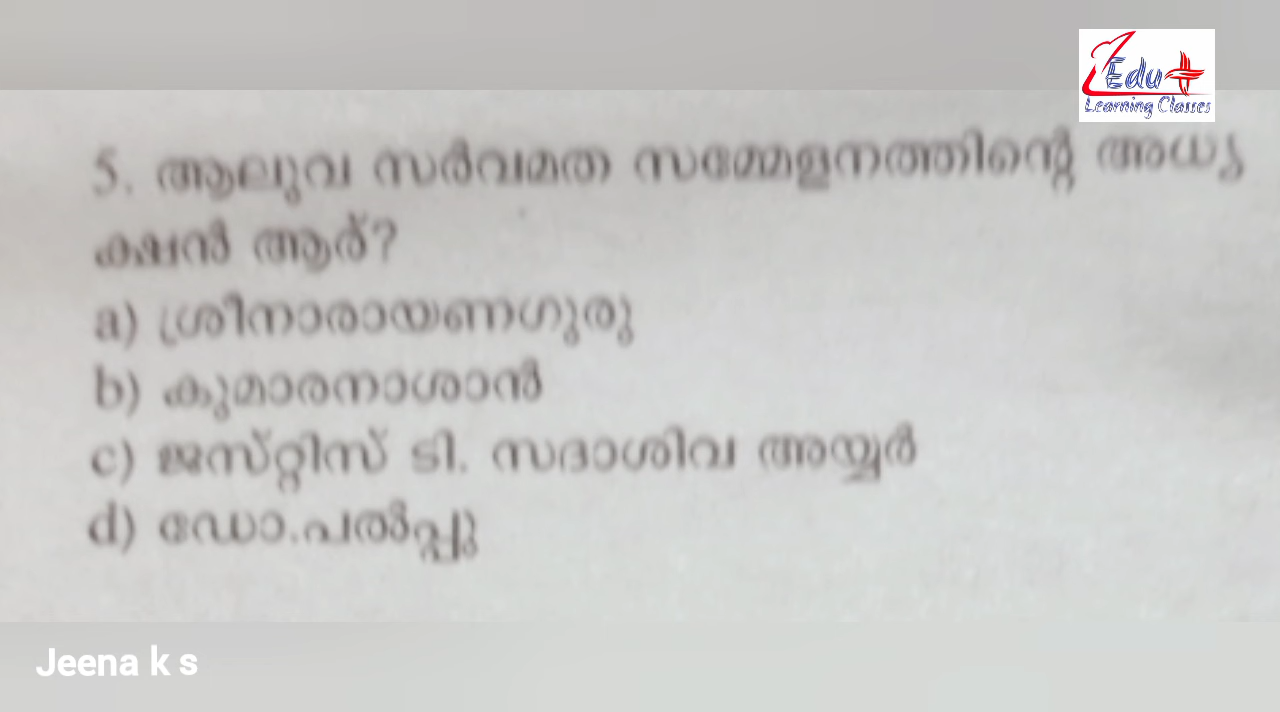 Edu+
Learning Classes
5. ആലുവ സർവമത സമ്മേളനത്തിന്റെ അധ്യ
ക്ഷൻ ആര്?
a) ശ്രീനാരായണഗുരു
b) കുമാരനാശാൻ
c) ജസ്റ്റിസ് ടി. സദാശിവ അയ്യർ
d) ഡോ.പൽപ്പു
Jeena k s